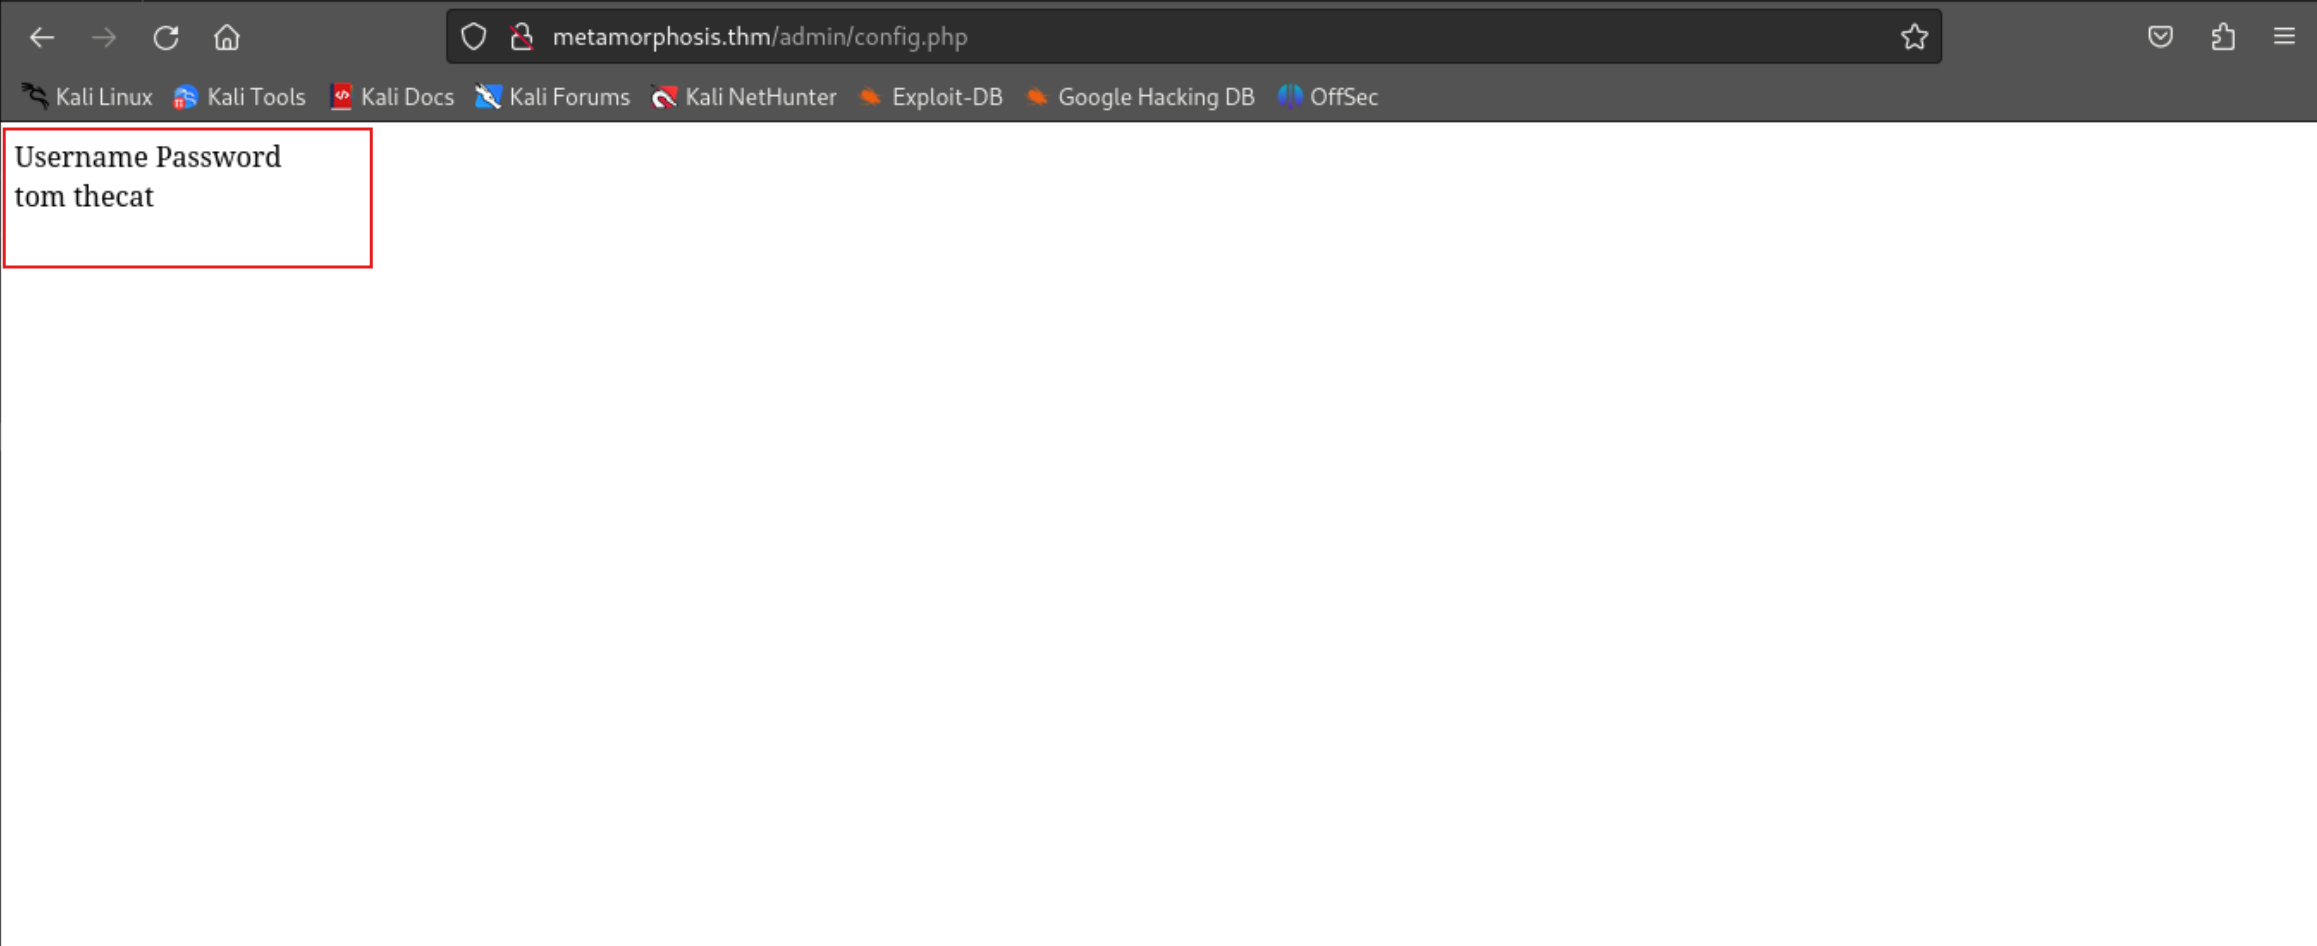 metamorphosis.thm/admin/config.php
Kali Linux Kali Tools Kali Docs Kali Forums Kali NetHunter Exploit-DB Google Hacking DB OffSec
Username Password
tom thecat